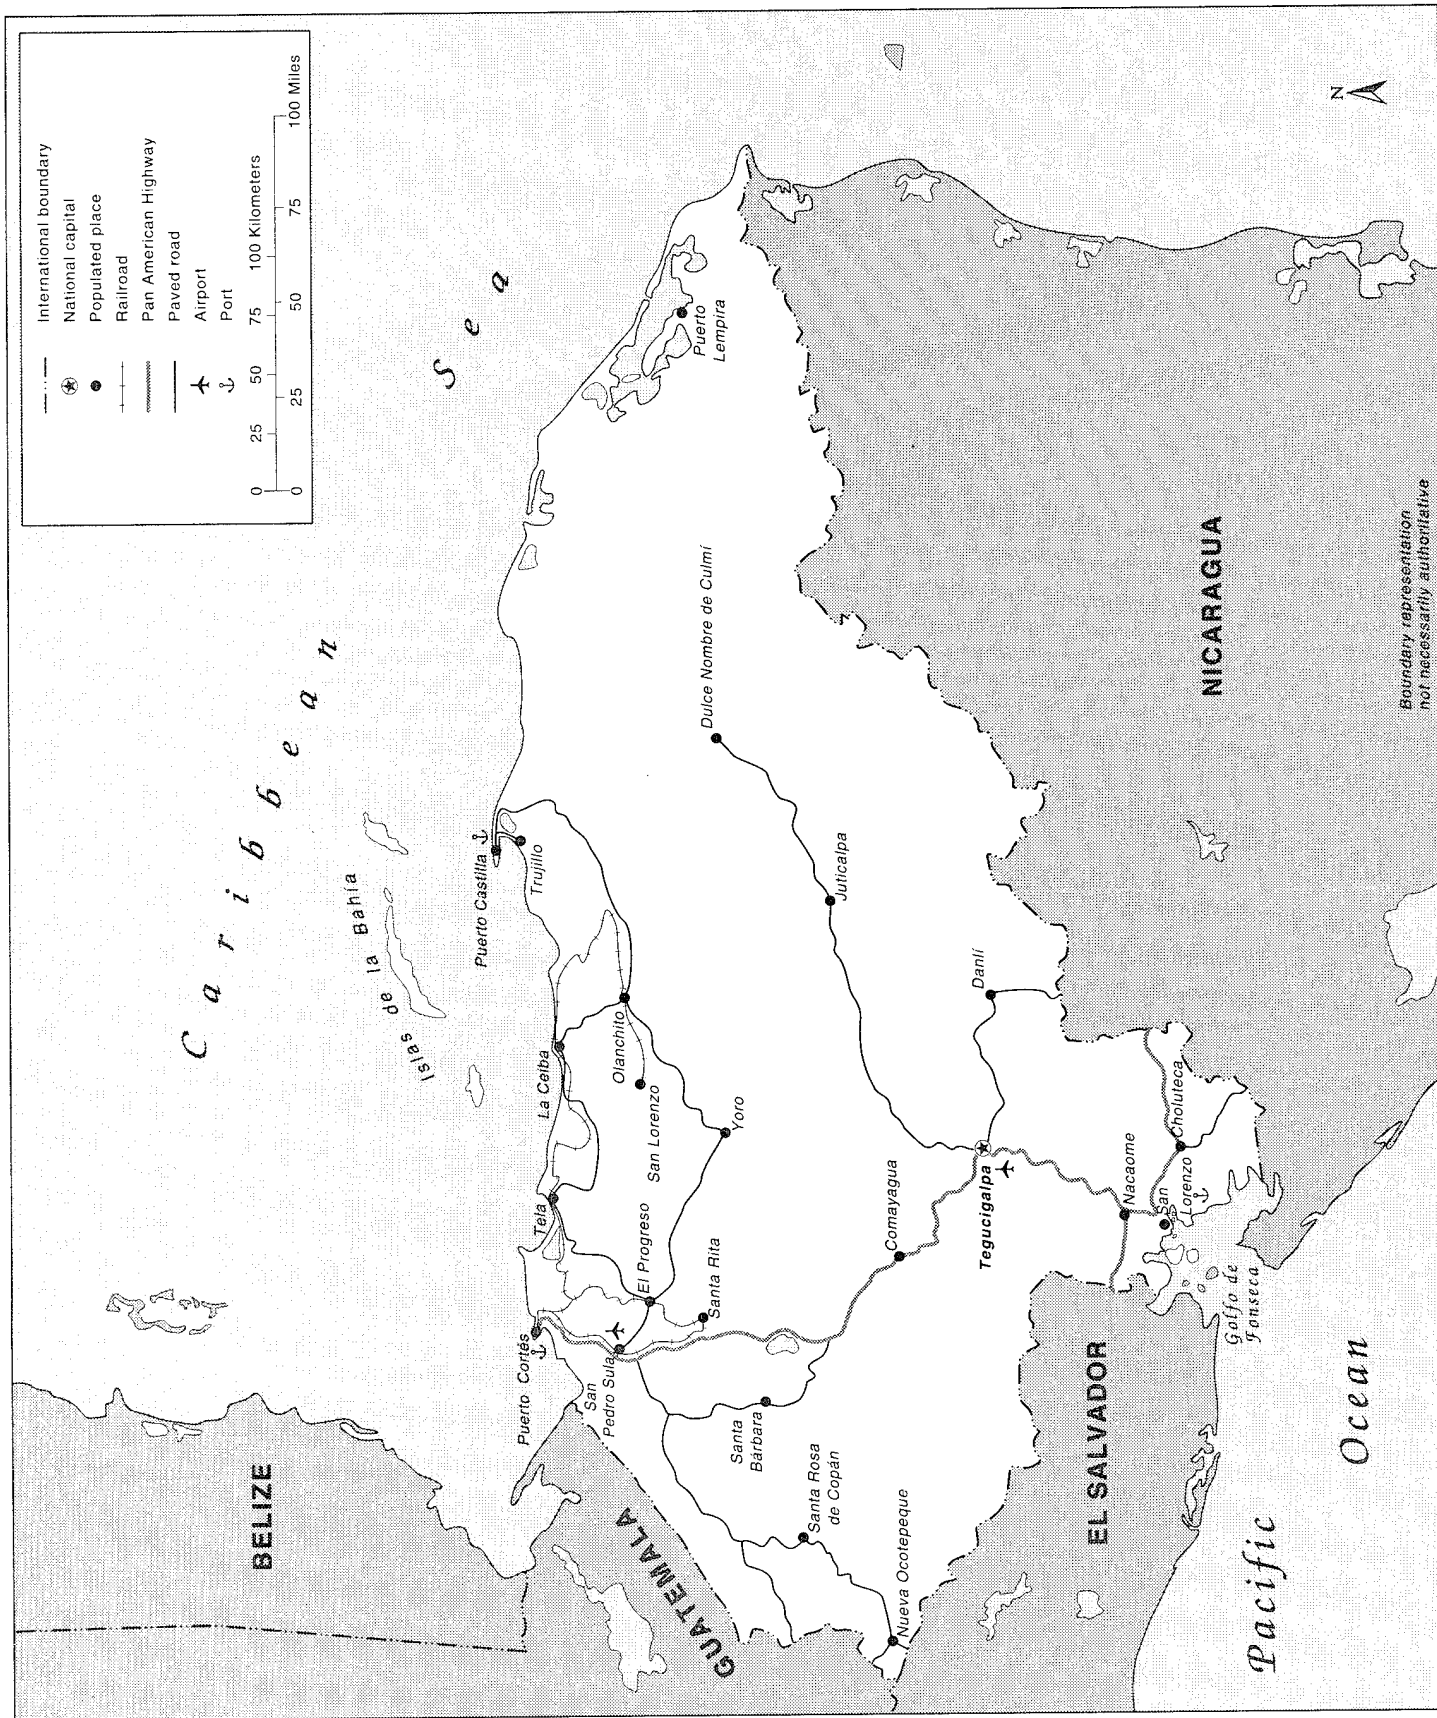 International boundary
National capital
Populated place
Railroad
Pan American Highway
Paved road
Airport
Port
0 25 50 75 100 Kilometers
0 25 50 75 100 Miles
BELIZE
Caribbean
Sea
Islas de la Bahía
GUATEMALA
Puerto Cortés
San
Pedro Sula
Tela
La Ceiba
Puerto Castilla
Trujillo
El Progreso
Santa Rita
San Lorenzo
Olanchito
Yoro
Puerto
Lempira
Dulce Nombre de Culmí
Santa
Bárbara
Santa Rosa
de Copán
Nueva Ocotepeque
Juticalpa
Comayagua
Danlí
Tegucigalpa
Nacaome
San
Lorenzo
Choluteca
EL SALVADOR
Golfo de
Fonseca
NICARAGUA
Pacific
Ocean
N
Boundary representation
not necessarily authoritative